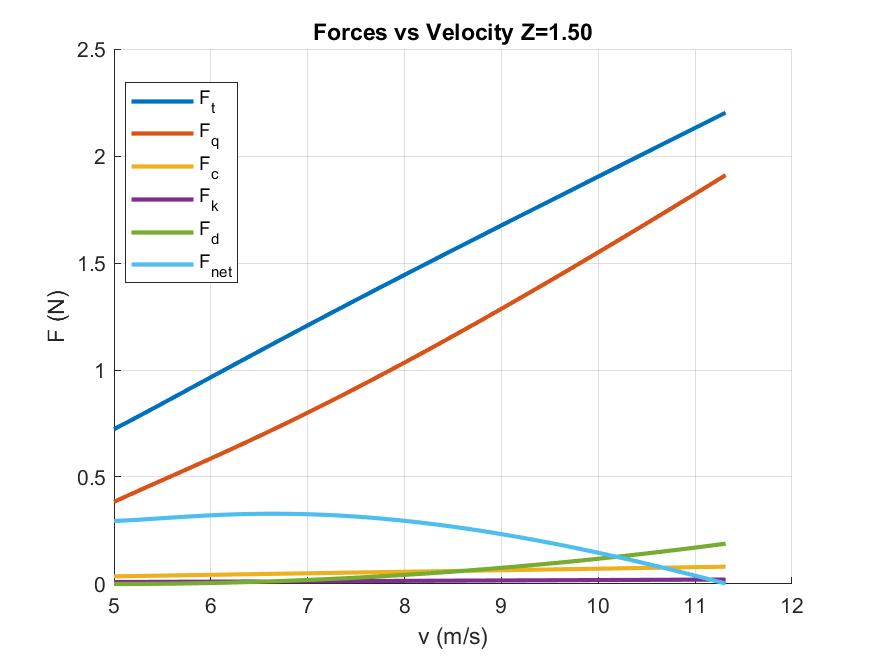 Forces vs Velocity Z=1.50
2.5
2
1.5
1
0.5
0
F (N)
F_t
F_q
F_c
F_k
F_d
F_net
5 6 7 8 9 10 11 12
v (m/s)